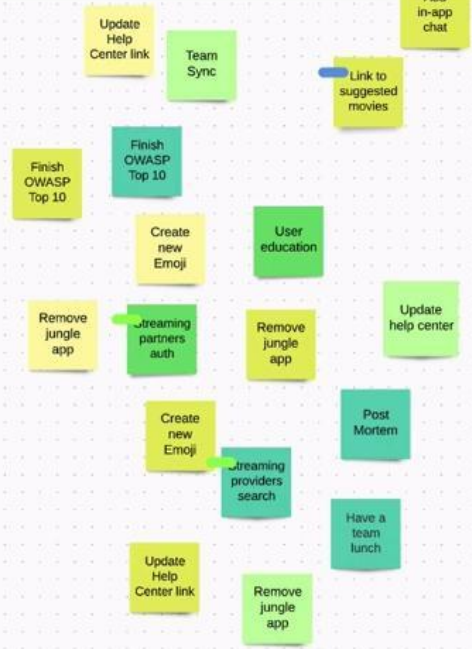 Update
Help
Center link
Team
Sync
in-app
chat
Link to
suggested
movies
Finish
OWASP
Top 10
Finish
OWASP
Top 10
Create
new
Emoji
User
education
Remove
jungle
app
Streaming
partners
auth
Remove
jungle
app
Update
help center
Create
new
Emoji
Post
Mortem
Streaming
providers
search
Have a
team
lunch
Update
Help
Center link
Remove
jungle
app